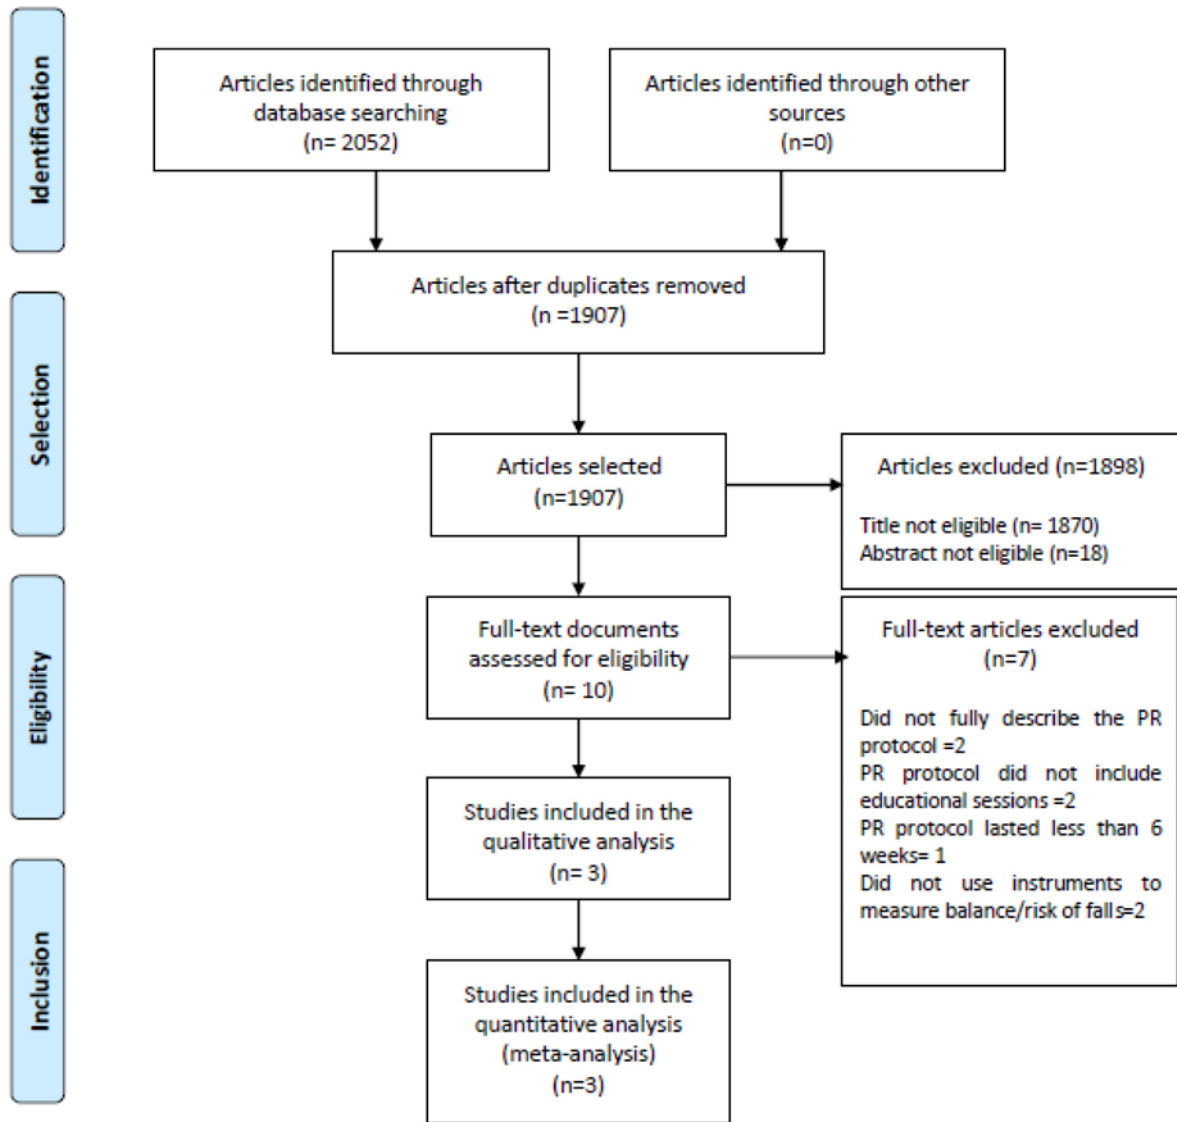 Identification
Articles identified through
database searching
(n= 2052)
Articles identified through other
sources
(n=0)
Articles after duplicates removed
(n =1907)
Selection
Articles selected
(n=1907)
Articles excluded (n=1898)
Title not eligible (n= 1870)
Abstract not eligible (n=18)
Eligibility
Full-text documents
assessed for eligibility
(n= 10)
Full-text articles excluded
(n=7)
Did not fully describe the PR
protocol =2
PR protocol did not include
educational sessions =2
PR protocol lasted less than 6
weeks= 1
Did not use instruments to
measure balance/risk of falls=2
Studies included in the
qualitative analysis
(n= 3)
Inclusion
Studies included in the
quantitative analysis
(meta-analysis)
(n=3)